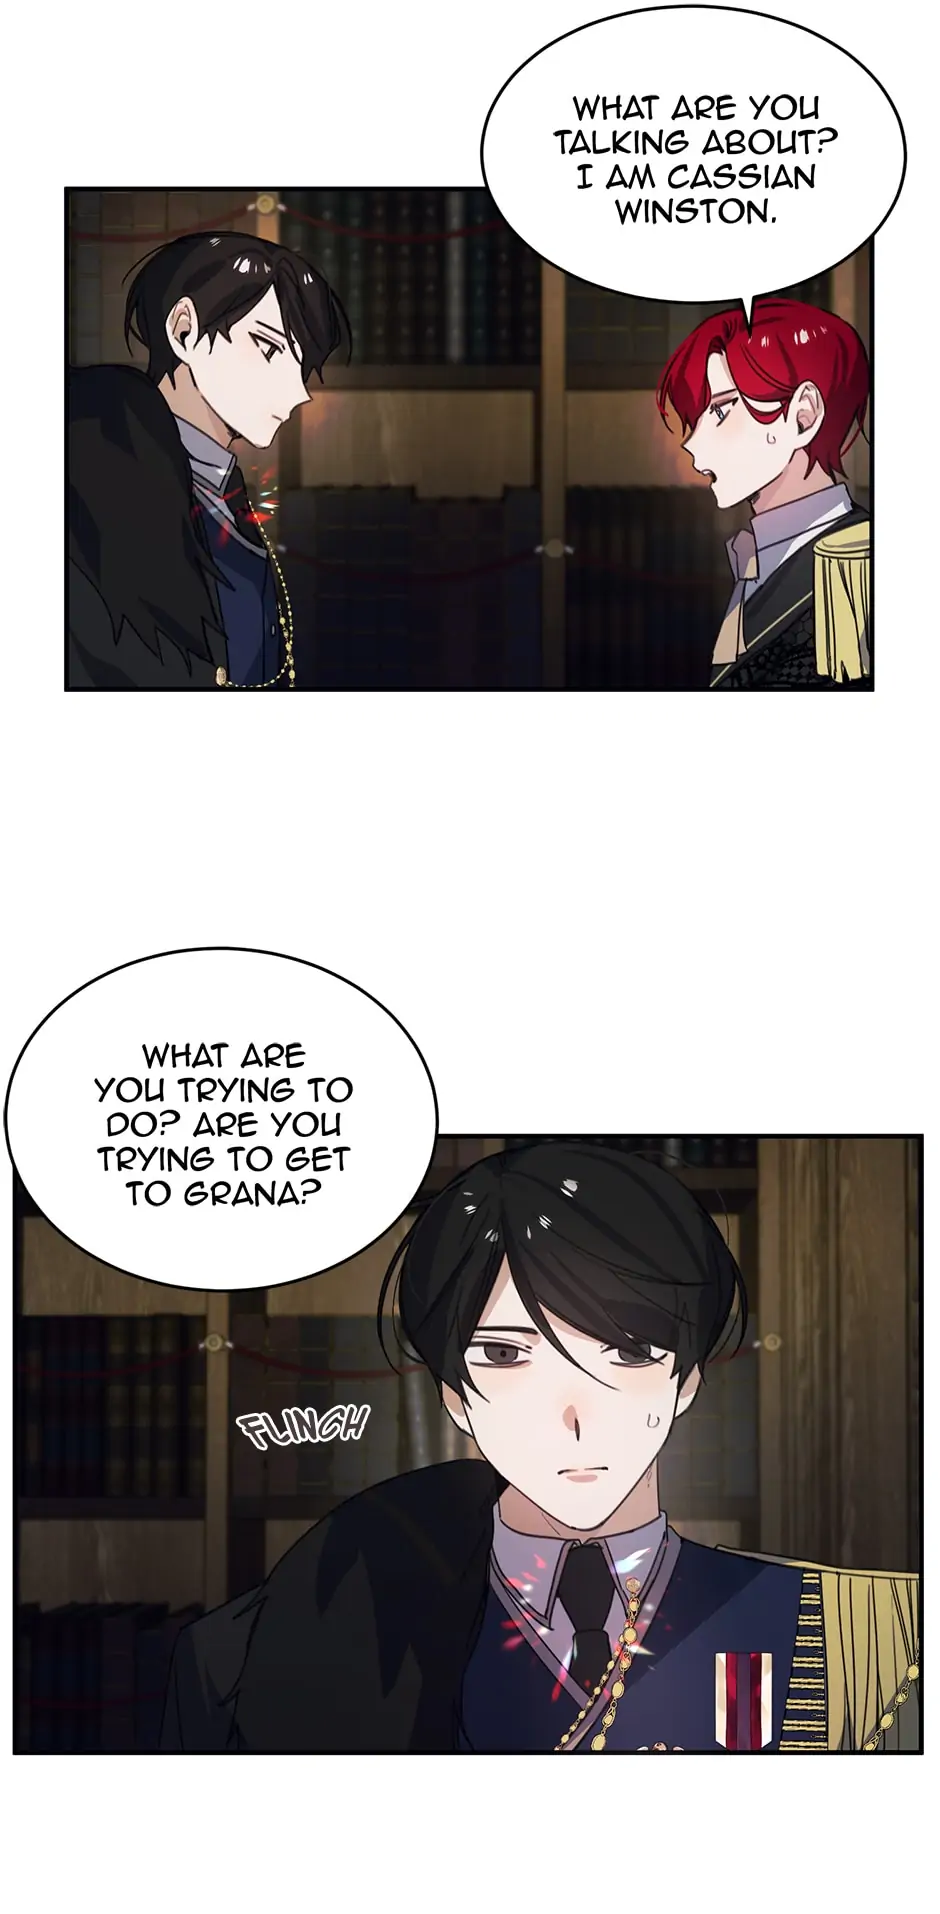 WHAT ARE YOU
TALKING ABOUT?
I AM CASSIAN
WINSTON.
WHAT ARE
YOU TRYING TO
DO? ARE YOU
TRYING TO GET
TO GRANA?
FLINCH